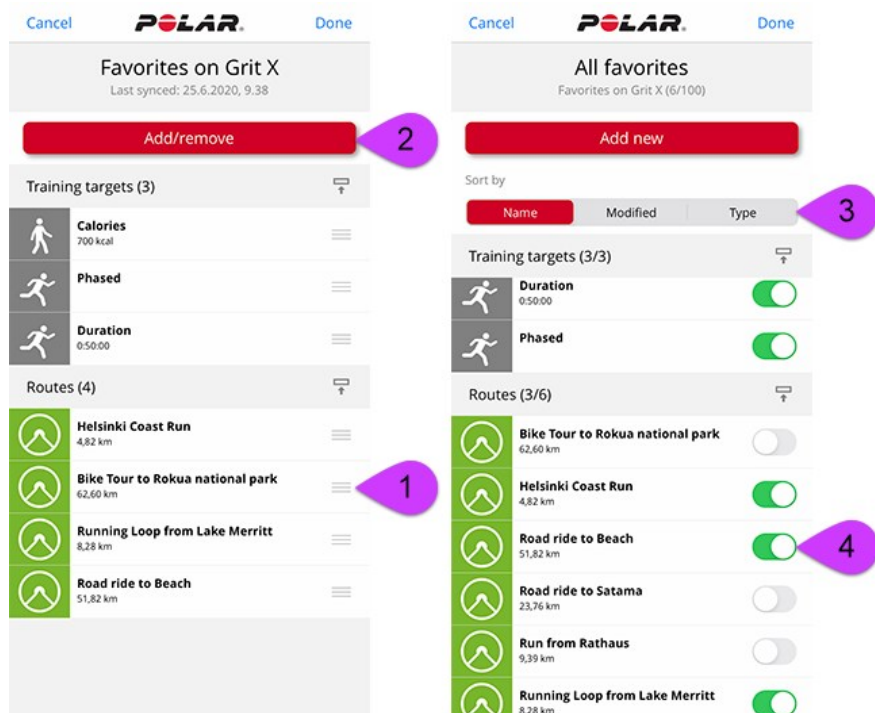 Cancel
POLAR.
Done
Favorites on Grit X
Last synced: 25.6.2020, 9.38
Add/remove
2
Training targets (3)
Calories
700 kcal
Phased
Duration
0:50:00
Routes (4)
Helsinki Coast Run
4,82 km
Bike Tour to Rokua national park
62,60 km
1
Running Loop from Lake Merritt
8,28 km
Road ride to Beach
51,82 km
Cancel
POLAR.
Done
All favorites
Favorites on Grit X (6/100)
Add new
Sort by
Name Modified Type
3
Training targets (3/3)
Duration
0:50:00
Phased
Routes (3/6)
Bike Tour to Rokua national park
62,60 km
Helsinki Coast Run
4,82 km
Road ride to Beach
51,82 km
4
Road ride to Satama
23,76 km
Run from Rathaus
9,39 km
Running Loop from Lake Merritt
8,28 km